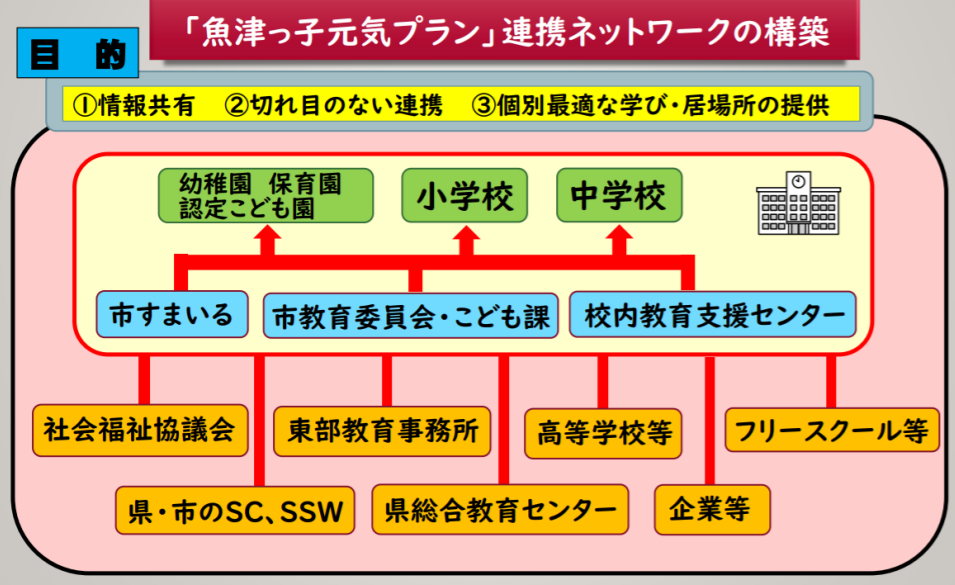 「魚津っ子元気プラン」連携ネットワークの構築
目 的
①情報共有 ②切れ目のない連携 ③個別最適な学び・居場所の提供
幼稚園 保育園
認定こども園
小学校
中学校
市すまいる
市教育委員会・こども課
校内教育支援センター
社会福祉協議会
東部教育事務所
高等学校等
フリースクール等
県・市のSC、SSW
県総合教育センター
企業等